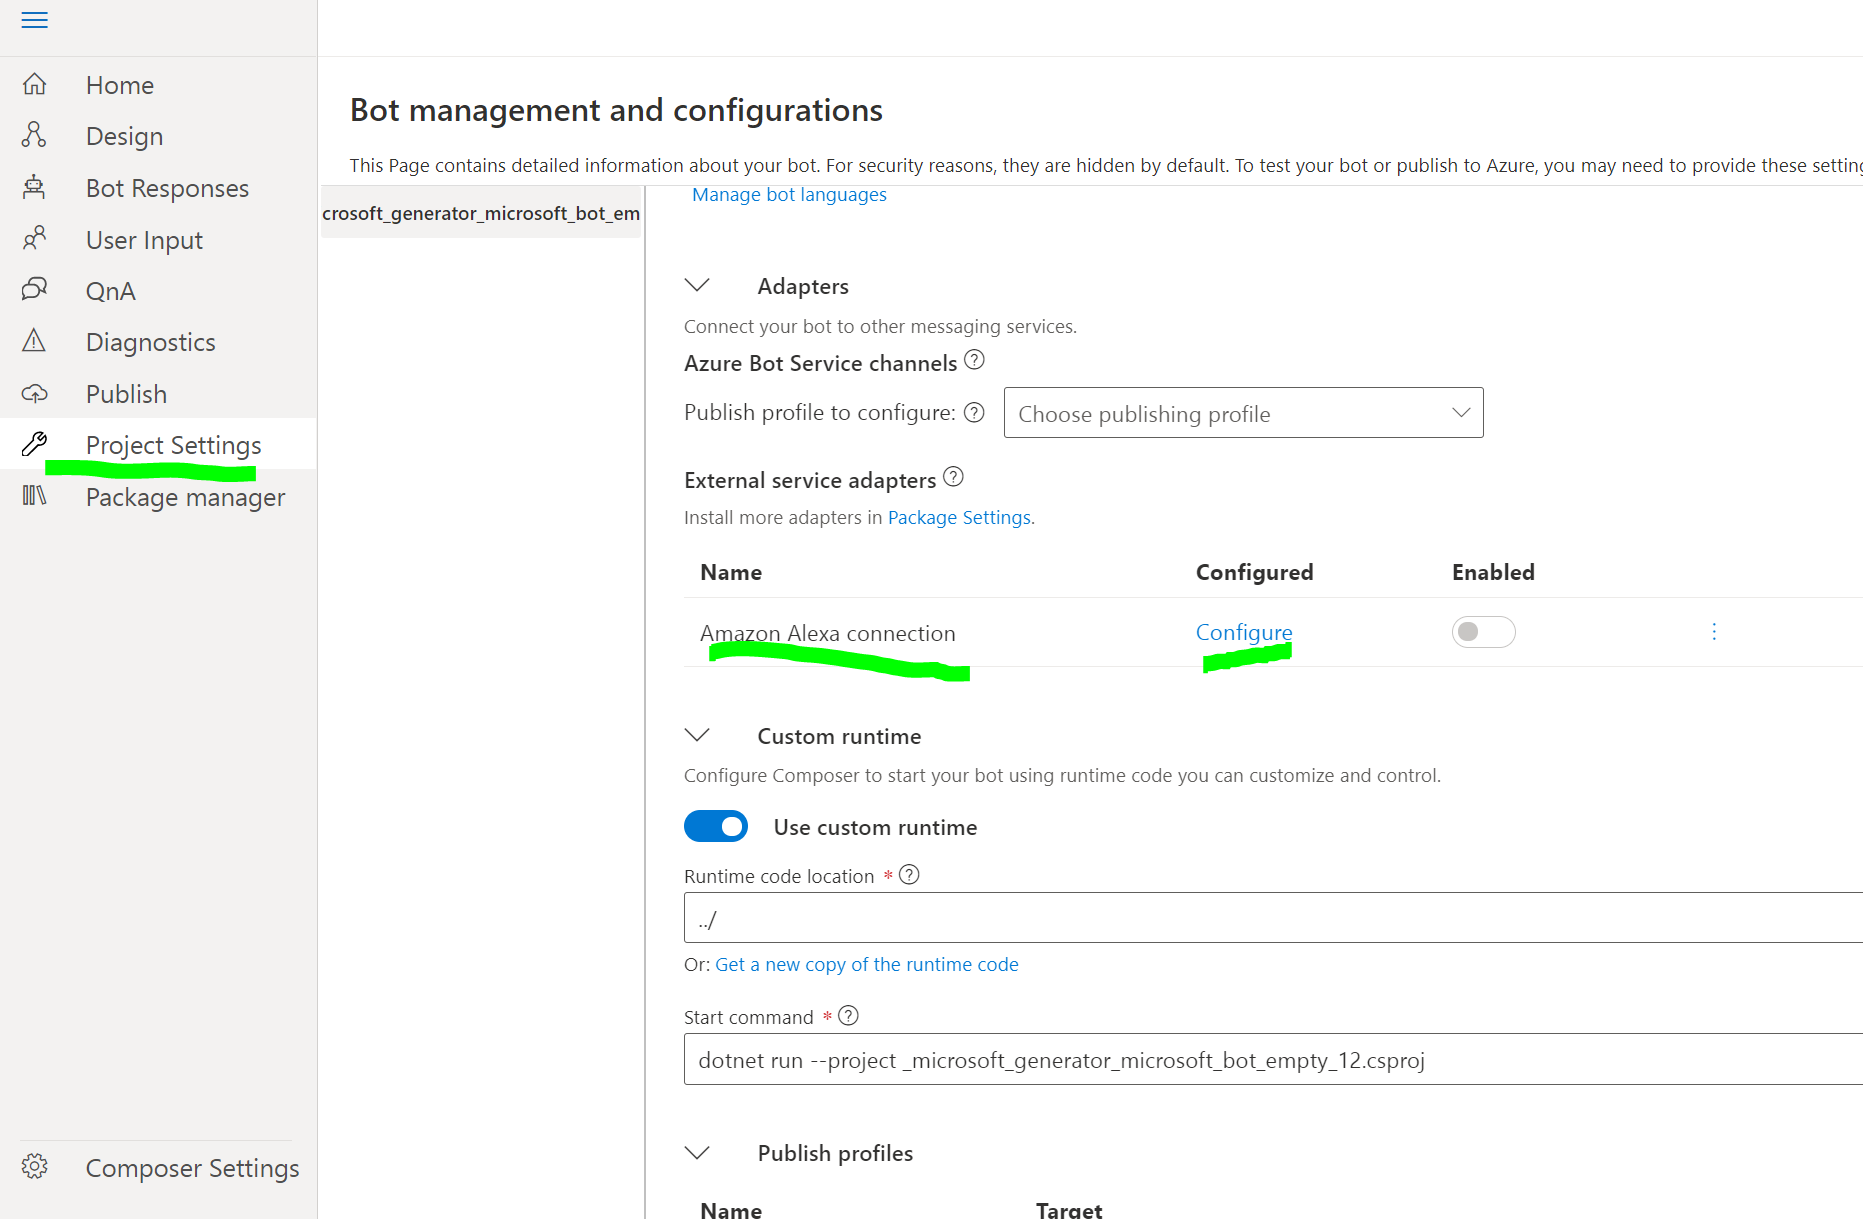 Home
Design
Bot Responses
User Input
QnA
Diagnostics
Publish
Project Settings
Package manager
Composer Settings
Bot management and configurations
This Page contains detailed information about your bot. For security reasons, they are hidden by default. To test your bot or publish to Azure, you may need to provide these setting
crosoft_generator_microsoft_bot_em
Manage bot languages
Adapters
Connect your bot to other messaging services.
Azure Bot Service channels
Publish profile to configure: Choose publishing profile
External service adapters
Install more adapters in Package Settings.
Name Configured Enabled
Amazon Alexa connection Configure
Custom runtime
Configure Composer to start your bot using runtime code you can customize and control.
Use custom runtime
Runtime code location *
../
Or: Get a new copy of the runtime code
Start command *
dotnet run --project _microsoft_generator_microsoft_bot_empty_12.csproj
Publish profiles
Name Target